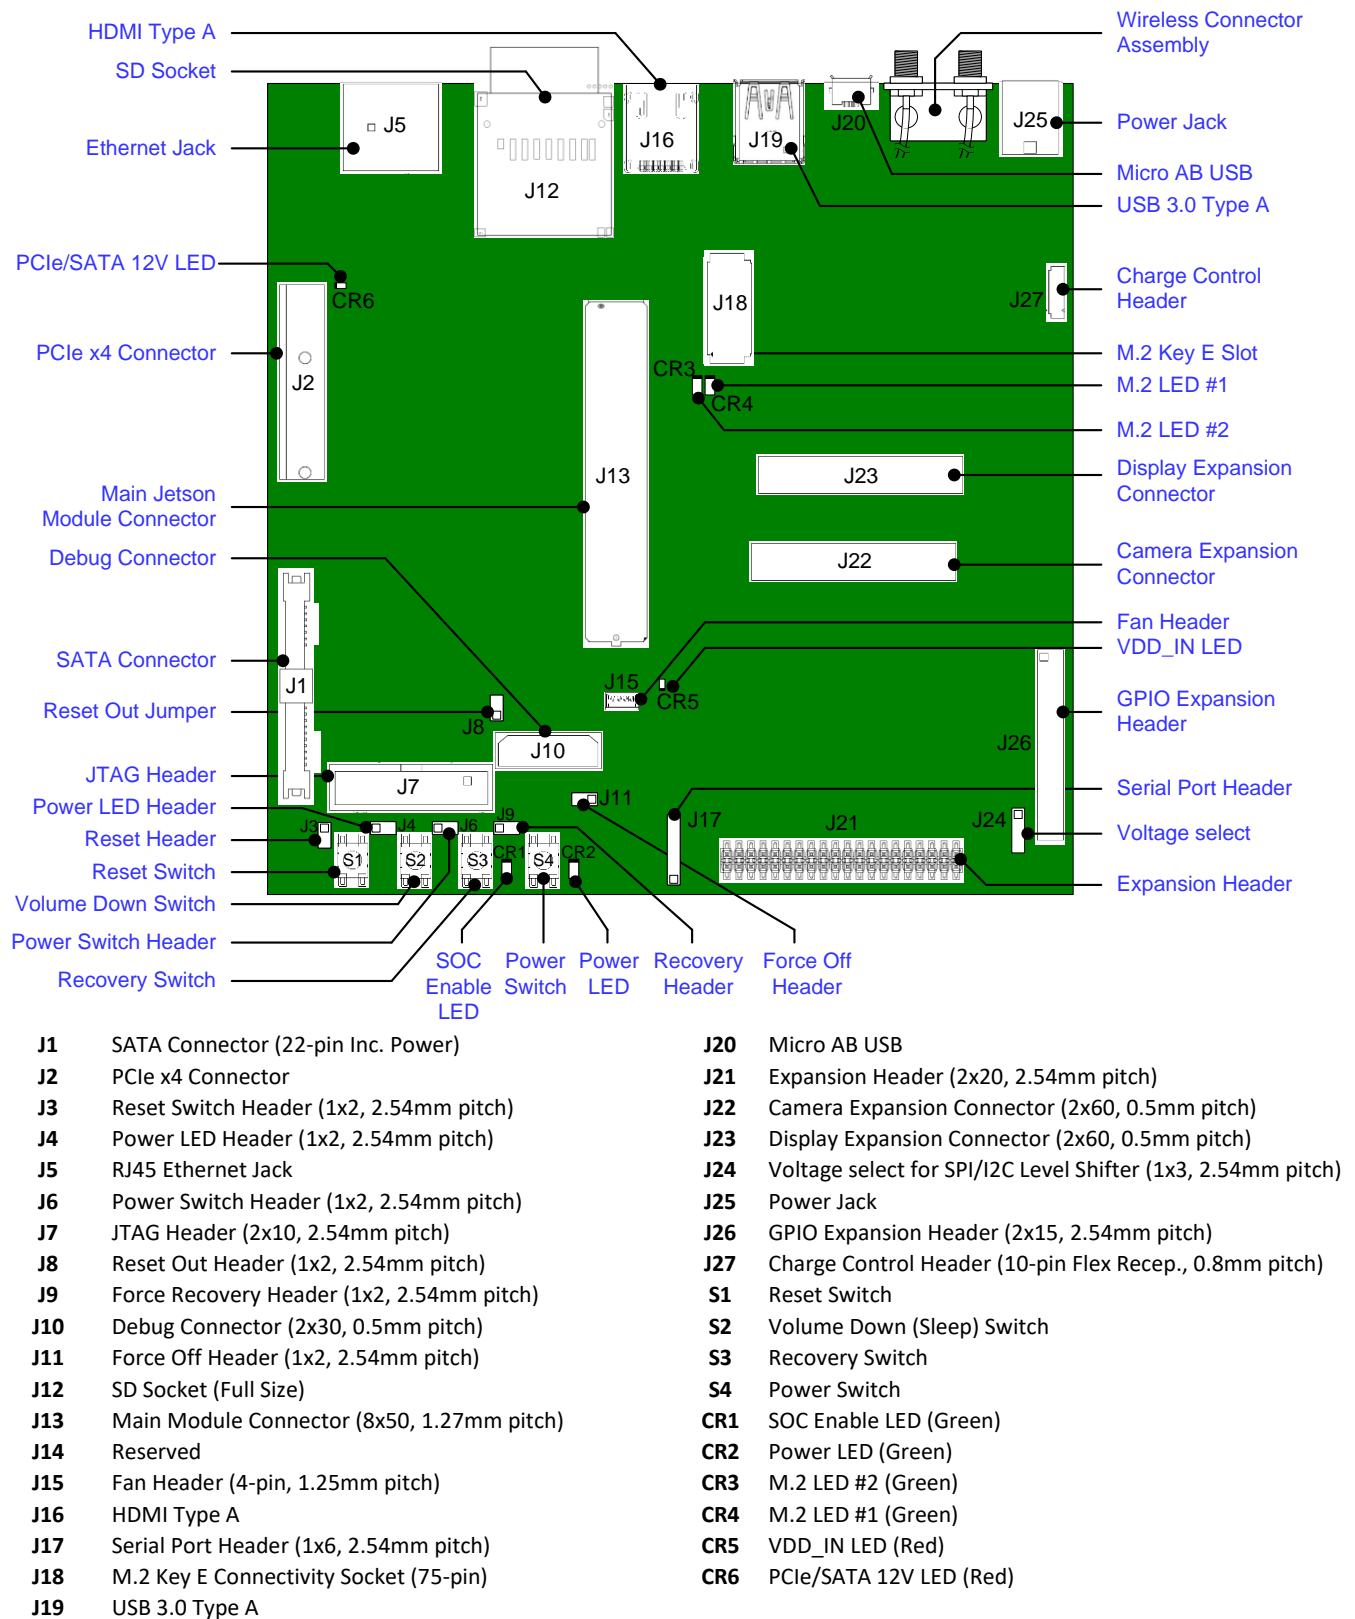 HDMI Type A
SD Socket
Ethernet Jack
PCIe/SATA 12V LED
PCIe x4 Connector
Main Jetson
Module Connector
Debug Connector
SATA Connector
Reset Out Jumper
JTAG Header
Power LED Header
Reset Header
Reset Switch
Volume Down Switch
Power Switch Header
Recovery Switch
J5
J12
J16
J19
J20
J25
CR6
J2
J18
J27
CR3
CR4
J13
J23
J22
J1
J15
CR5
J8
J10
J26
J7
J11
J3
J4
J6
J9
J17
J21
J24
S1
S2
S3
CR1
S4
CR2
Wireless Connector
Assembly
Power Jack
Micro AB USB
USB 3.0 Type A
Charge Control
Header
M.2 Key E Slot
M.2 LED #1
M.2 LED #2
Display Expansion
Connector
Camera Expansion
Connector
Fan Header
VDD_IN LED
GPIO Expansion
Header
Serial Port Header
Voltage select
Expansion Header
SOC
Enable
LED
Power
Switch
Power
LED
Recovery
Header
Force Off
Header
J1 SATA Connector (22-pin Inc. Power)
J2 PCIe x4 Connector
J3 Reset Switch Header (1x2, 2.54mm pitch)
J4 Power LED Header (1x2, 2.54mm pitch)
J5 RJ45 Ethernet Jack
J6 Power Switch Header (1x2, 2.54mm pitch)
J7 JTAG Header (2x10, 2.54mm pitch)
J8 Reset Out Header (1x2, 2.54mm pitch)
J9 Force Recovery Header (1x2, 2.54mm pitch)
J10 Debug Connector (2x30, 0.5mm pitch)
J11 Force Off Header (1x2, 2.54mm pitch)
J12 SD Socket (Full Size)
J13 Main Module Connector (8x50, 1.27mm pitch)
J14 Reserved
J15 Fan Header (4-pin, 1.25mm pitch)
J16 HDMI Type A
J17 Serial Port Header (1x6, 2.54mm pitch)
J18 M.2 Key E Connectivity Socket (75-pin)
J19 USB 3.0 Type A
J20 Micro AB USB
J21 Expansion Header (2x20, 2.54mm pitch)
J22 Camera Expansion Connector (2x60, 0.5mm pitch)
J23 Display Expansion Connector (2x60, 0.5mm pitch)
J24 Voltage select for SPI/I2C Level Shifter (1x3, 2.54mm pitch)
J25 Power Jack
J26 GPIO Expansion Header (2x15, 2.54mm pitch)
J27 Charge Control Header (10-pin Flex Recep., 0.8mm pitch)
S1 Reset Switch
S2 Volume Down (Sleep) Switch
S3 Recovery Switch
S4 Power Switch
CR1 SOC Enable LED (Green)
CR2 Power LED (Green)
CR3 M.2 LED #2 (Green)
CR4 M.2 LED #1 (Green)
CR5 VDD_IN LED (Red)
CR6 PCIe/SATA 12V LED (Red)